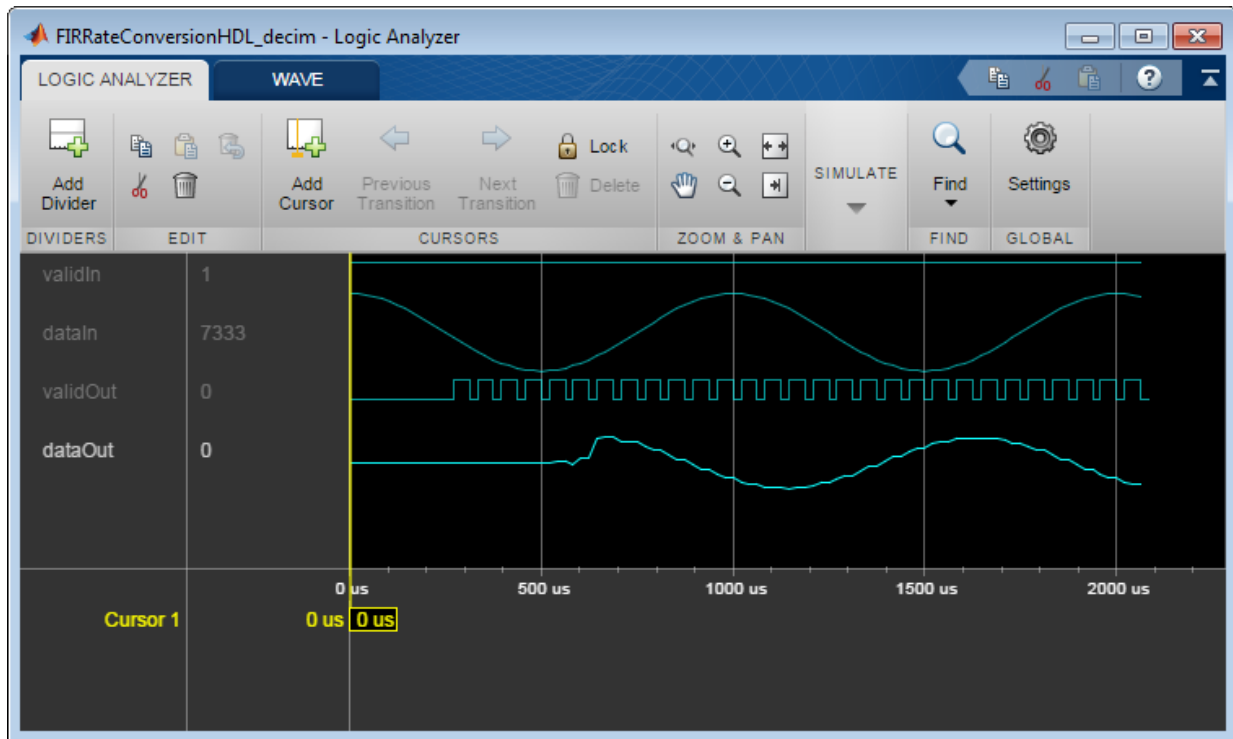 FIRRateConversionHDL_decim - Logic Analyzer
LOGIC ANALYZER WAVE
?
Add Divider
Add Cursor
Previous Transition
Next Transition
Lock
Delete
SIMULATE
Find
Settings
DIVIDERS EDIT CURSORS ZOOM & PAN FIND GLOBAL
validIn 1
dataIn 7333
validOut 0
dataOut 0
0 us 500 us 1000 us 1500 us 2000 us
Cursor 1 0 us 0 us